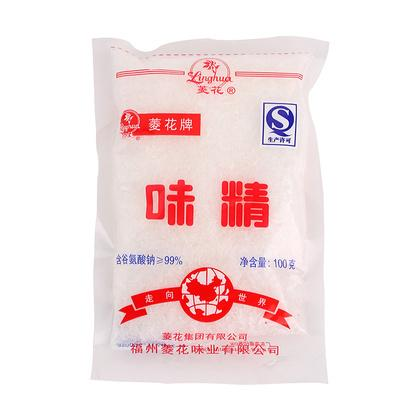 Linghua
菱花®
Linghua
菱花牌
QS
生产许可
味精
含谷氨酸钠≥99%
净含量:100克
走向世界
菱花集团有限公司
福州菱花味业有限公司